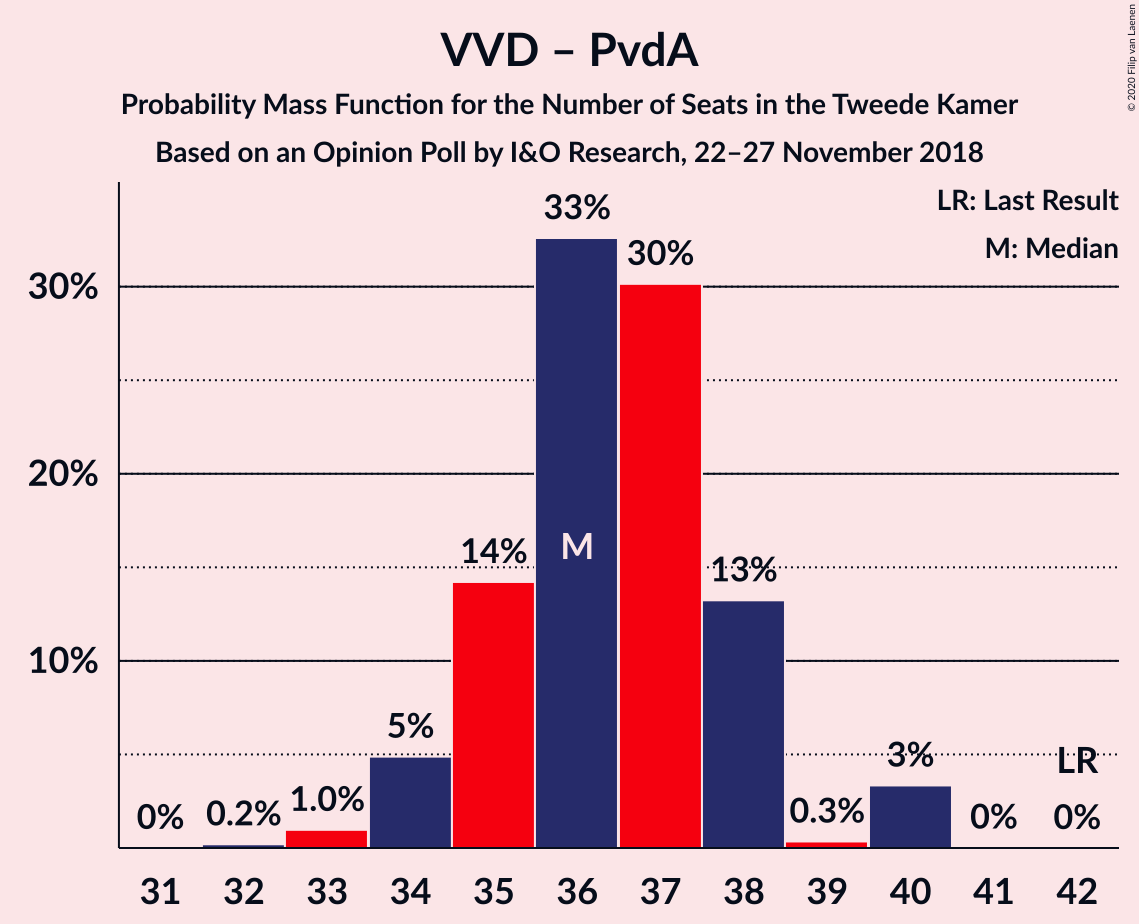 VVD – PvdA
Probability Mass Function for the Number of Seats in the Tweede Kamer
Based on an Opinion Poll by I&O Research, 22–27 November 2018
© 2020 Filip van Laenen
LR: Last Result
M: Median
30%
20%
10%
0%
0.2%
1.0%
5%
14%
33%
M
30%
13%
0.3%
3%
0%
LR
0%
31 32 33 34 35 36 37 38 39 40 41 42